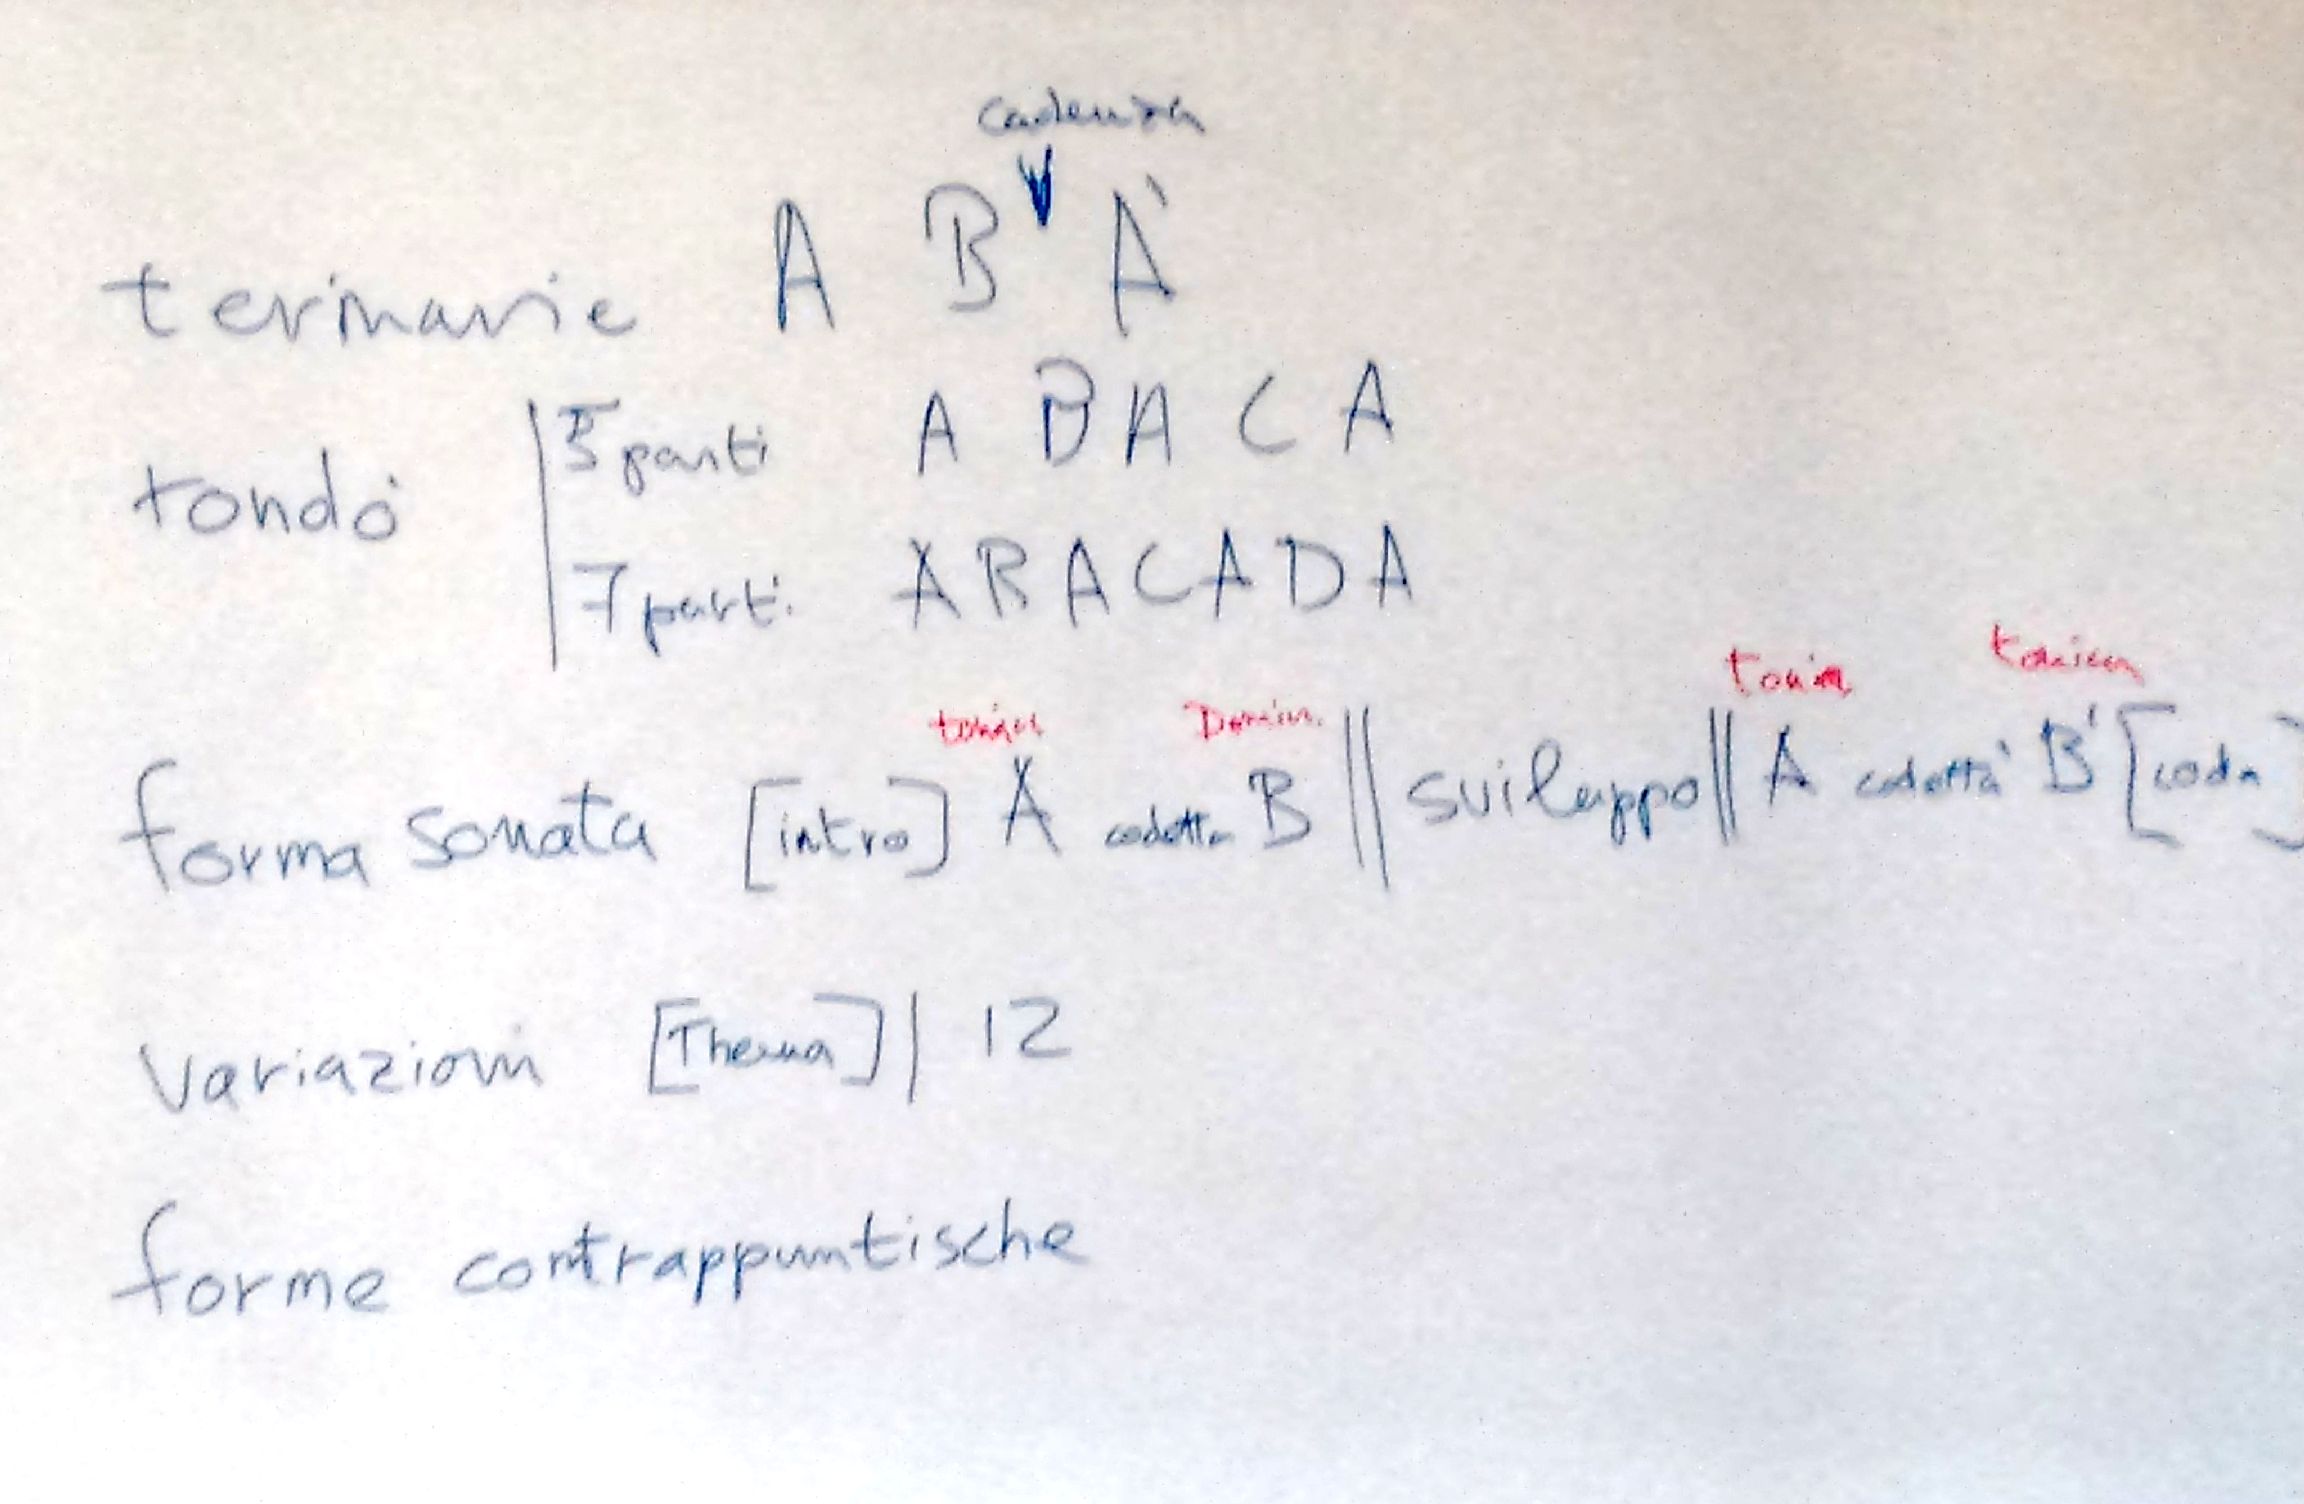 cadenza
ternarie A B A'
5 parti A B A C A
rondò
7 parti A B A C A D A
tonica Domin. tonica tonica
forma sonata [intro] A codetta B || sviluppo || A codetta' B' [coda]
variazioni [Thema] | 12
forme contrappuntische